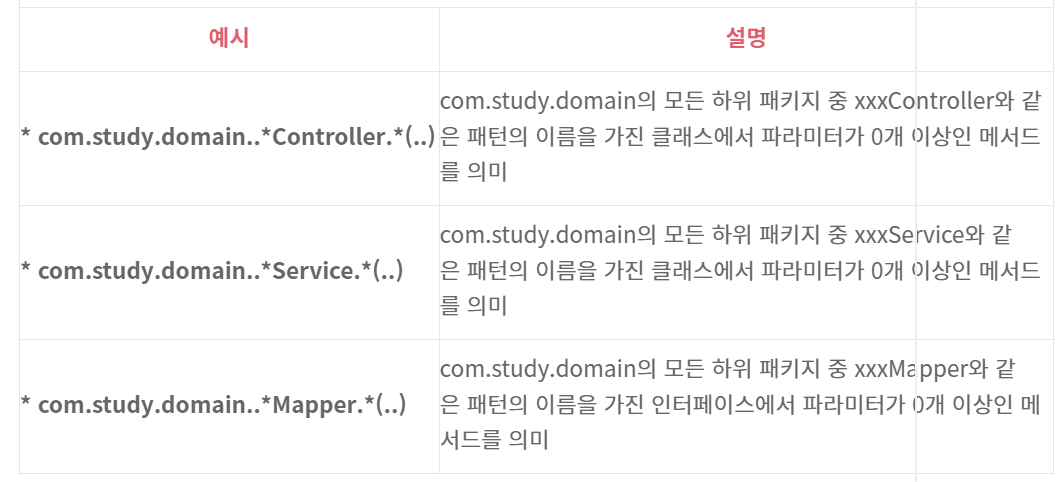 예시
설명
* com.study.domain..*Controller.*(..)
com.study.domain의 모든 하위 패키지 중 xxxController와 같
은 패턴의 이름을 가진 클래스에서 파라미터가 0개 이상인 메서드
를 의미
* com.study.domain..*Service.*(..)
com.study.domain의 모든 하위 패키지 중 xxxService와 같
은 패턴의 이름을 가진 클래스에서 파라미터가 0개 이상인 메서드
를 의미
* com.study.domain..*Mapper.*(..)
com.study.domain의 모든 하위 패키지 중 xxxMapper와 같
은 패턴의 이름을 가진 인터페이스에서 파라미터가 0개 이상인 메
서드를 의미